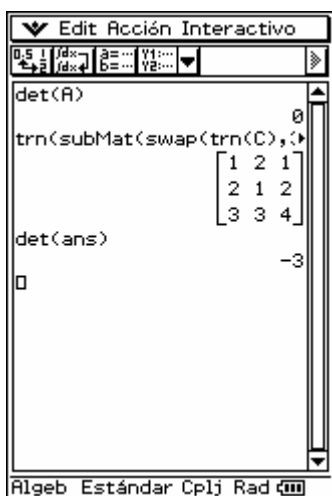 Edit Acción Interactivo
det(A)
0
trn(subMat(swap(trn(C),
1 2 1
2 1 2
3 3 4
det(ans)
-3
Algeb Estándar Cplj Rad